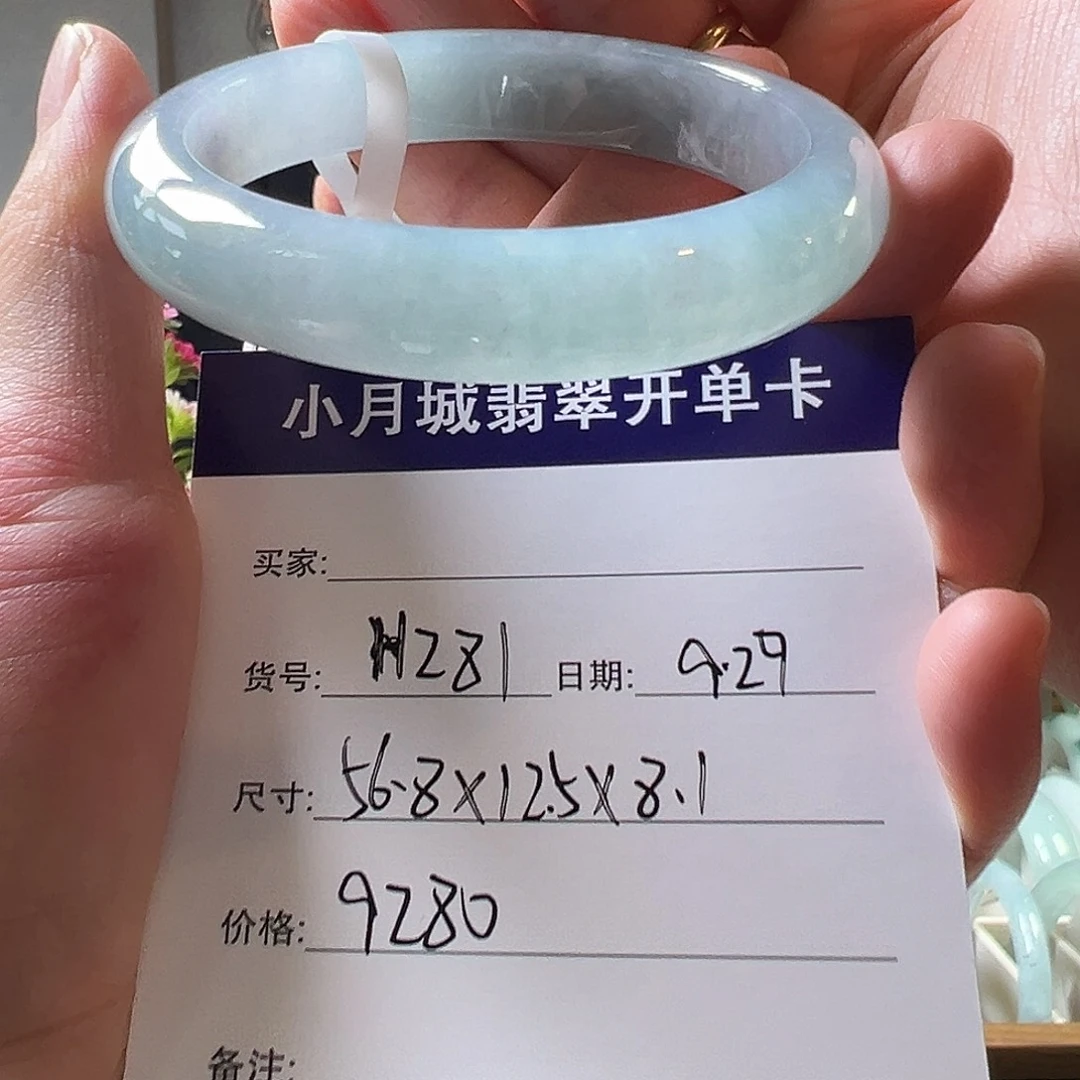 小月城翡翠开单卡
买家:
货号: H281 日期: 9.29
尺寸: 56.8X12.5X8.1
价格: 9280
备注: